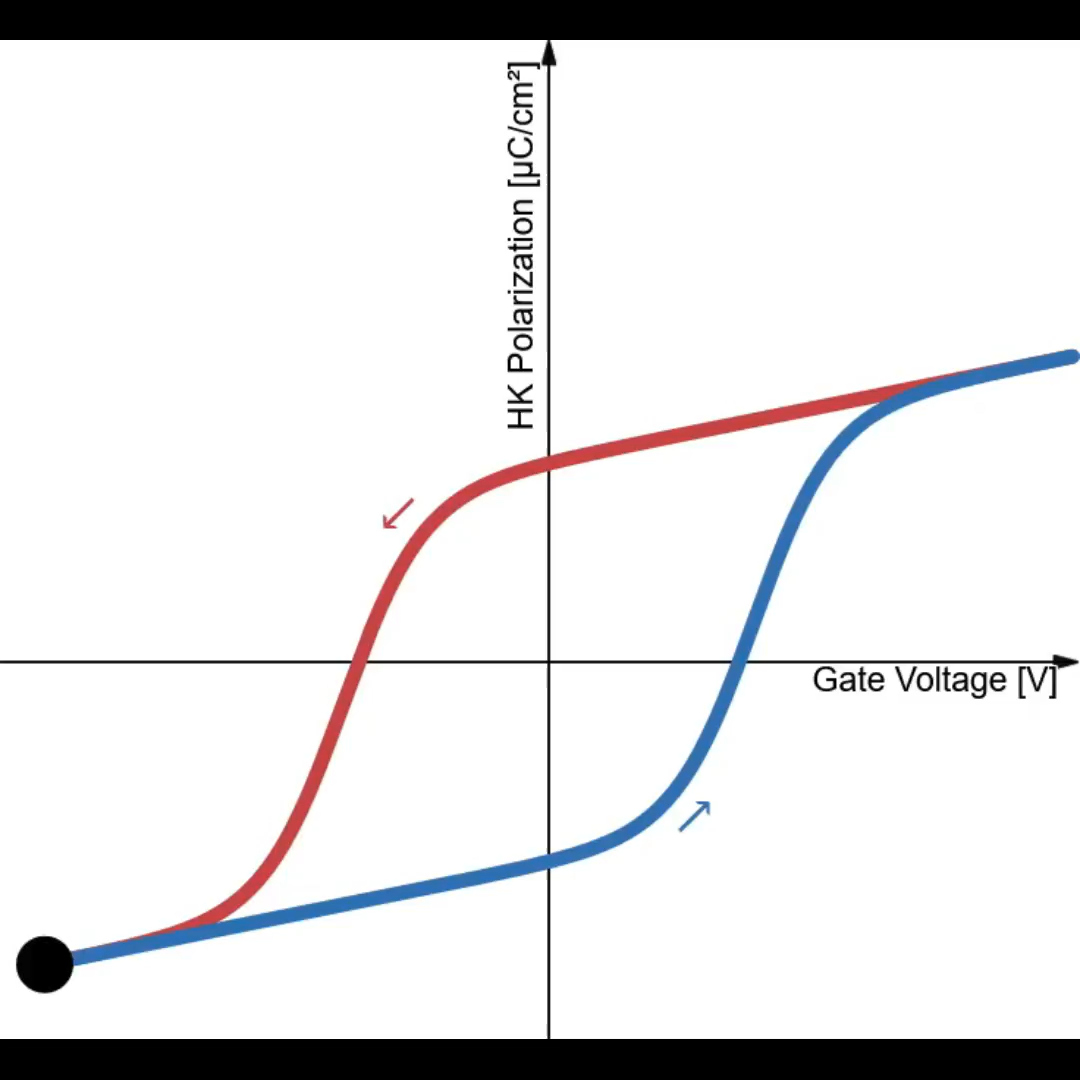 HK Polarization [µC/cm²]
Gate Voltage [V]